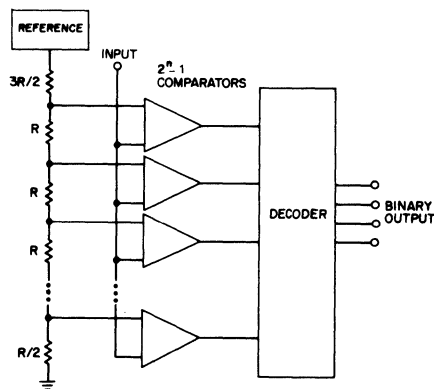 REFERENCE
INPUT
3R/2
2ⁿ-1
COMPARATORS
R
R
R
DECODER
BINARY
OUTPUT
R/2